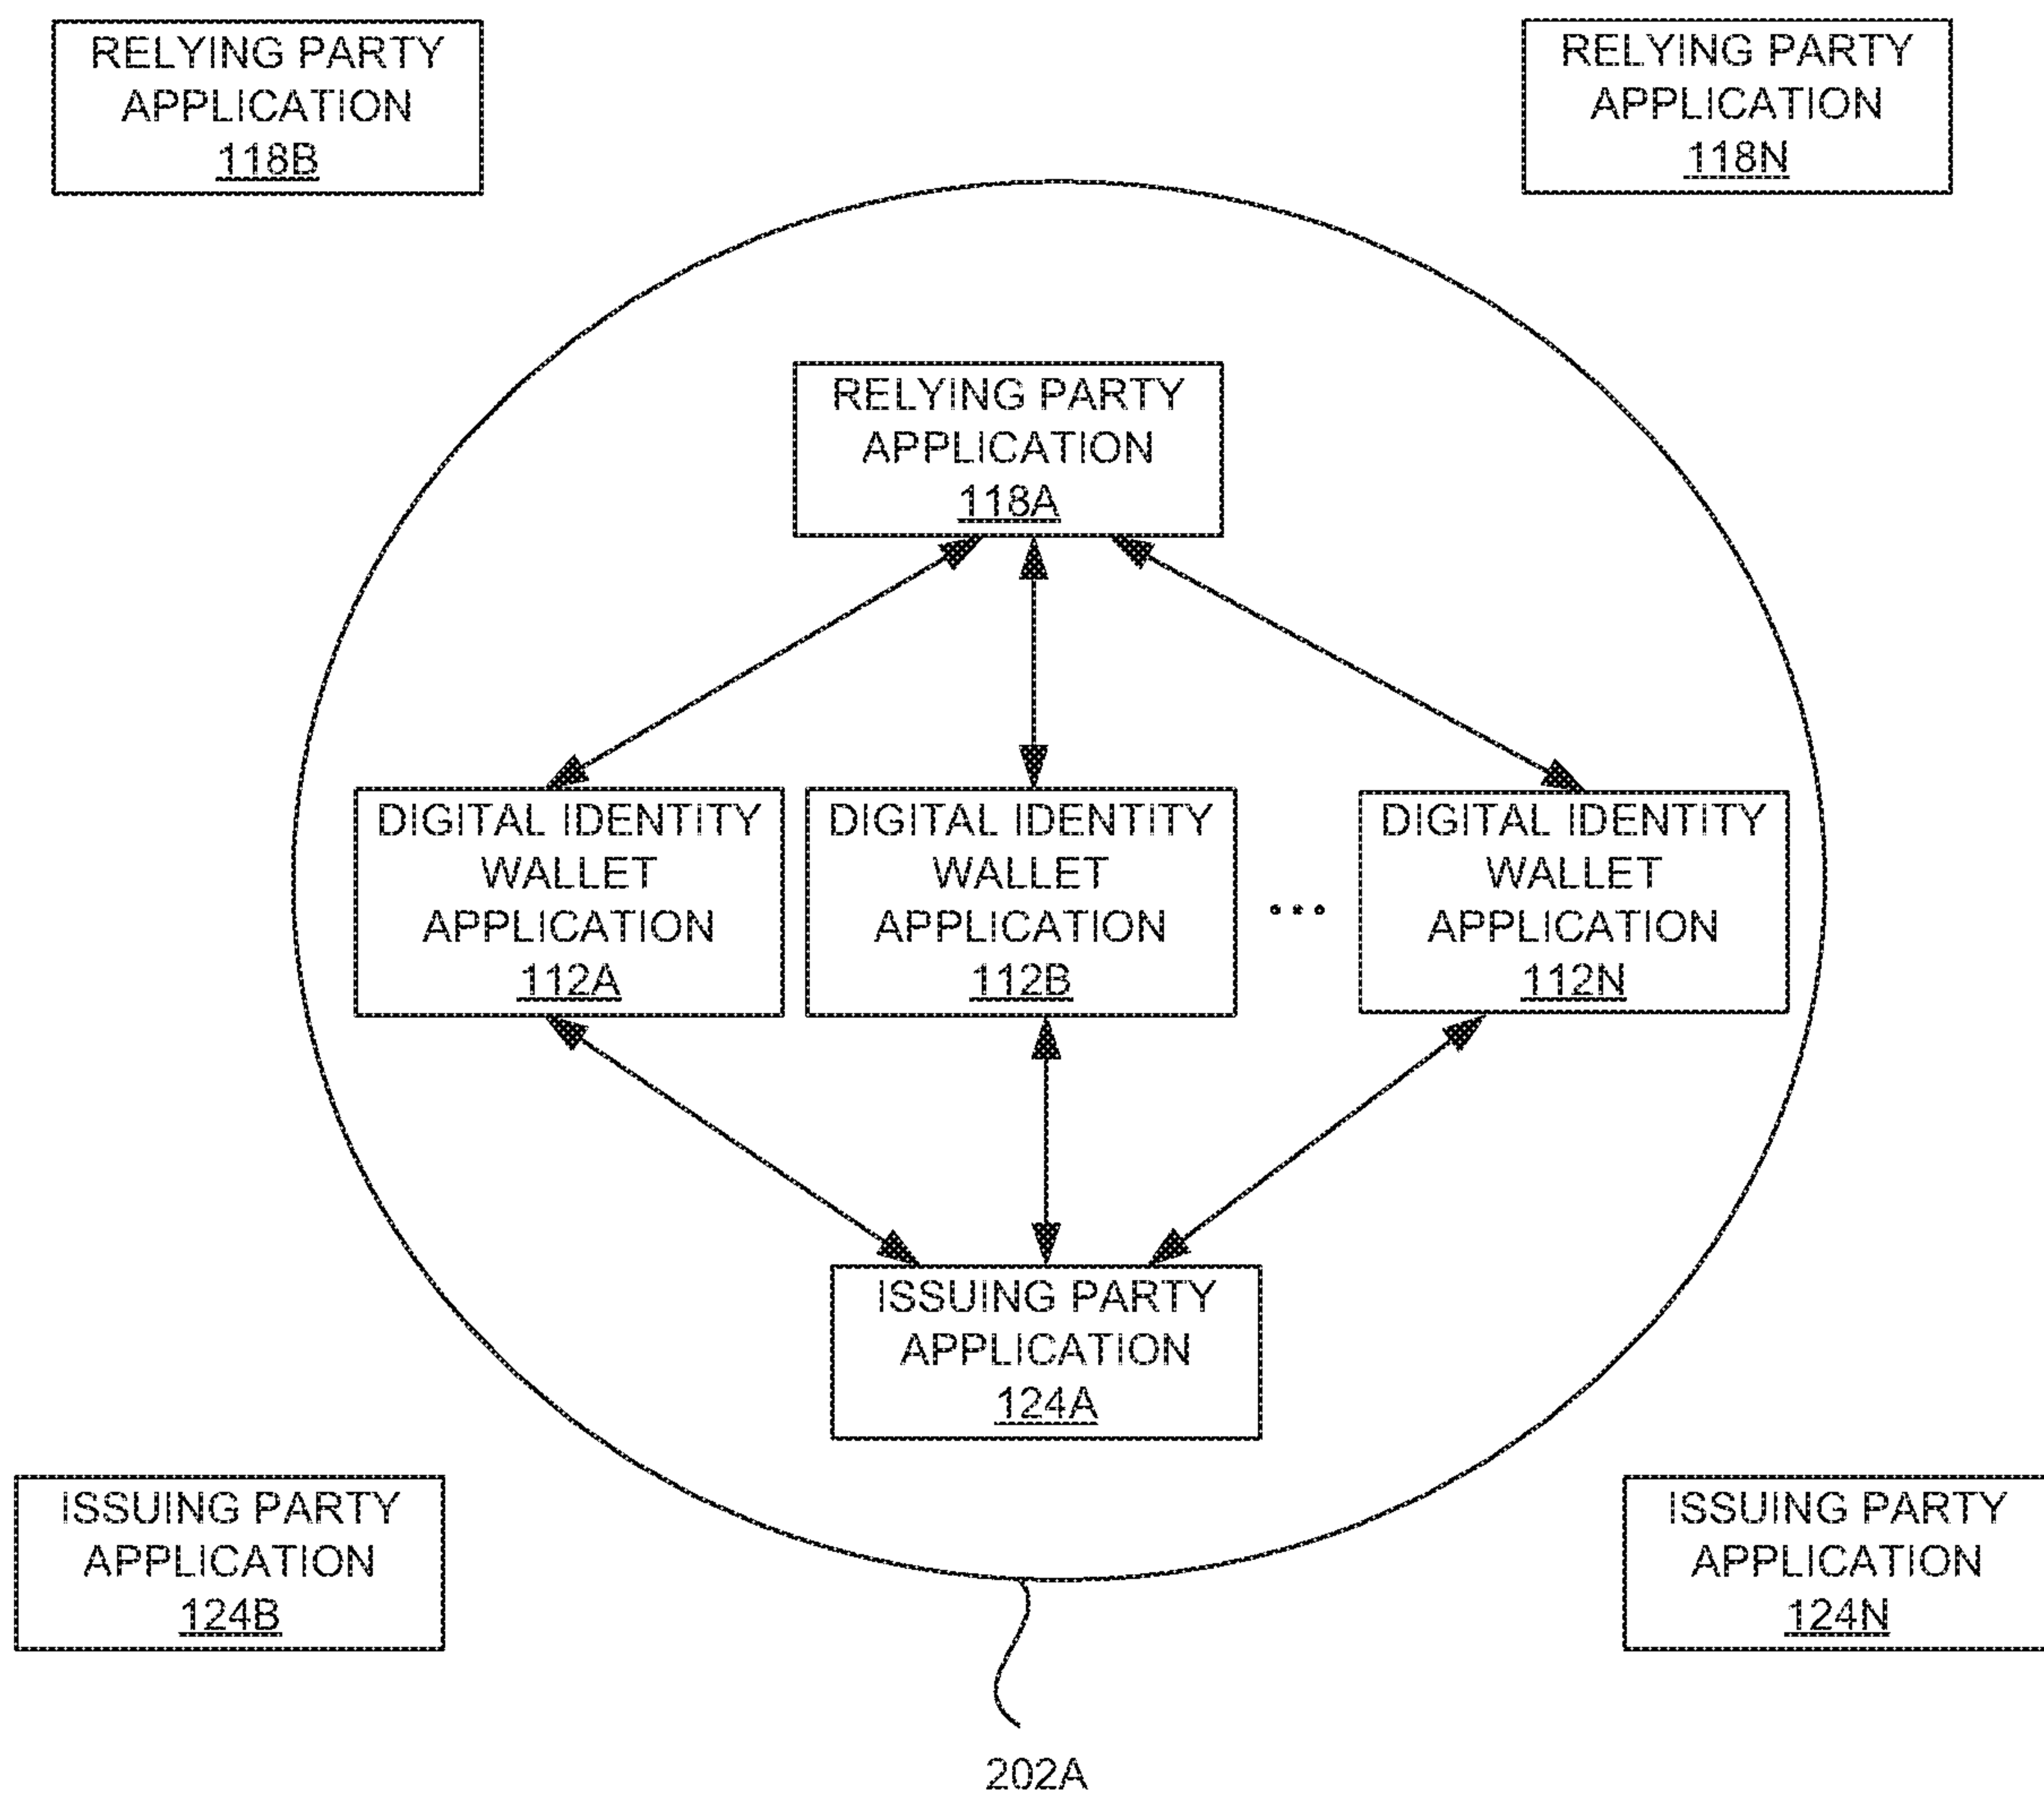 RELYING PARTY
APPLICATION
118B
RELYING PARTY
APPLICATION
118N
RELYING PARTY
APPLICATION
118A
DIGITAL IDENTITY
WALLET
APPLICATION
112A
DIGITAL IDENTITY
WALLET
APPLICATION
112B
...
DIGITAL IDENTITY
WALLET
APPLICATION
112N
ISSUING PARTY
APPLICATION
124A
ISSUING PARTY
APPLICATION
124B
ISSUING PARTY
APPLICATION
124N
202A